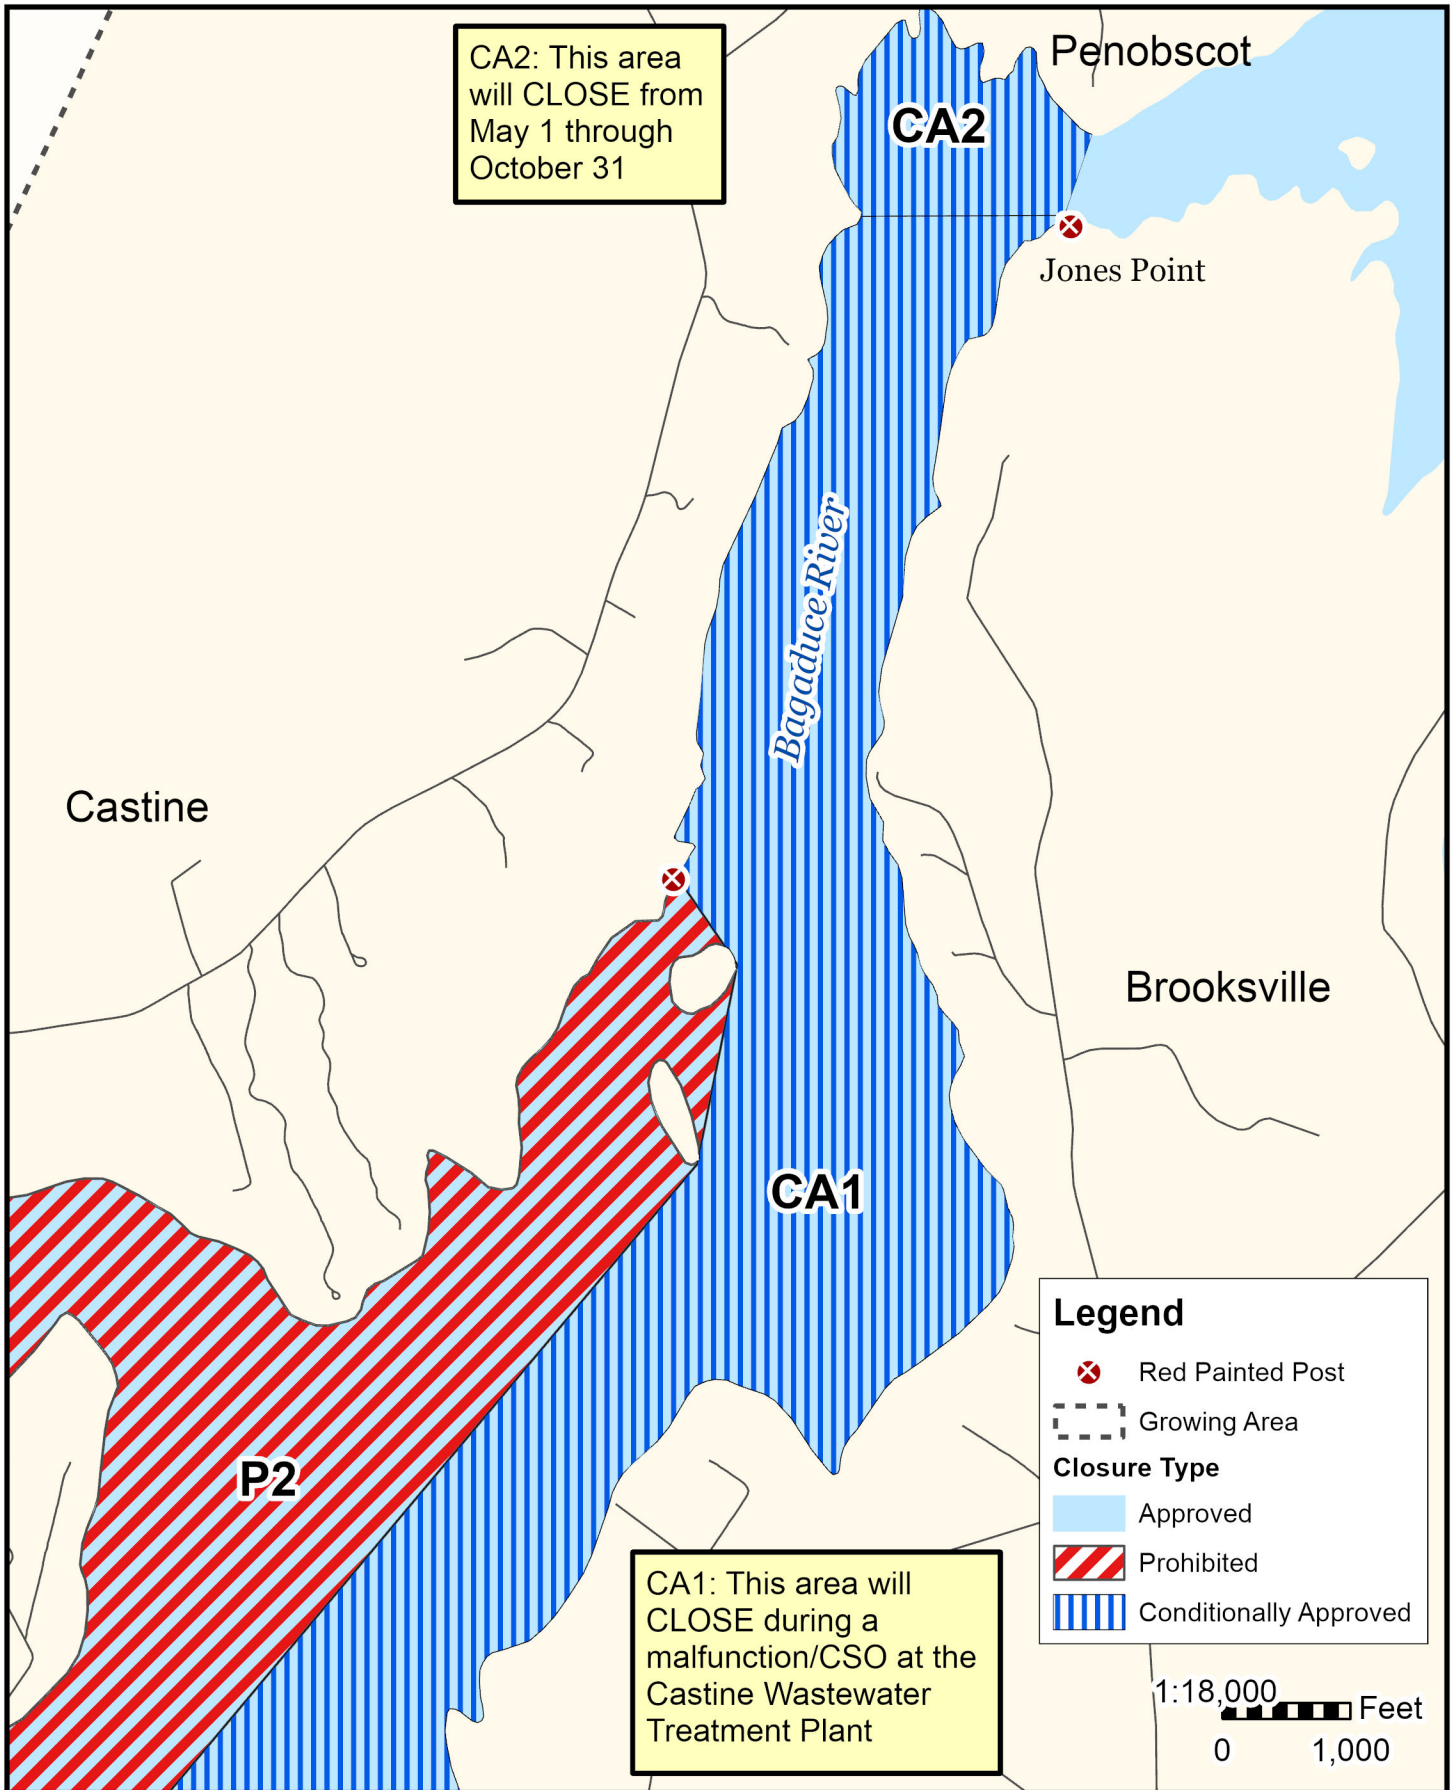 CA2: This area
will CLOSE from
May 1 through
October 31
Penobscot
CA2
Jones Point
Bagaduce River
Castine
Brooksville
CA1
P2
Legend
Red Painted Post
Growing Area
Closure Type
Approved
Prohibited
Conditionally Approved
CA1: This area will
CLOSE during a
malfunction/CSO at the
Castine Wastewater
Treatment Plant
1:18,000
Feet
0 1,000